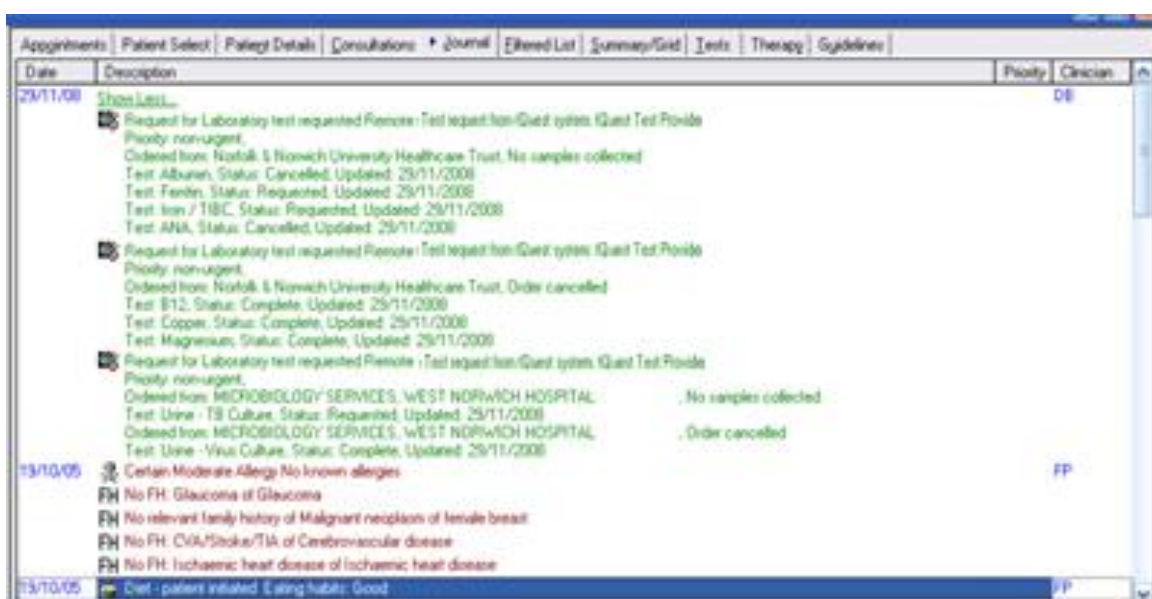 Appointments Patient Select Patient Details Consultations Journal Filtered List Summary/Grid Tests Therapy Guidelines
Date Description Priority Clinician
29/11/08 Show Less... DB
Request for Laboratory test requested Remote : Test request from iQuest system. iQuest Test Provide
Priority: non-urgent,
Ordered from: Norfolk & Norwich University Healthcare Trust, No samples collected
Test: Albumin, Status: Cancelled, Updated: 29/11/2008
Test: Ferritin, Status: Requested, Updated: 29/11/2008
Test: Iron / TIBC, Status: Requested, Updated: 29/11/2008
Test: ANA, Status: Cancelled, Updated: 29/11/2008
Request for Laboratory test requested Remote : Test request from iQuest system. iQuest Test Provide
Priority: non-urgent,
Ordered from: Norfolk & Norwich University Healthcare Trust, Order cancelled
Test: B12, Status: Complete, Updated: 29/11/2008
Test: Copper, Status: Complete, Updated: 29/11/2008
Test: Magnesium, Status: Complete, Updated: 29/11/2008
Request for Laboratory test requested Remote : Test request from iQuest system. iQuest Test Provide
Priority: non-urgent,
Ordered from: MICROBIOLOGY SERVICES, WEST NORWICH HOSPITAL , No samples collected
Test: Urine - TB Culture, Status: Requested, Updated: 29/11/2008
Ordered from: MICROBIOLOGY SERVICES, WEST NORWICH HOSPITAL , Order cancelled
Test: Urine - Virus Culture, Status: Complete, Updated: 29/11/2008
19/10/05 Certain Moderate Allergy No known allergies FP
FH No FH: Glaucoma of Glaucoma
FH No relevant family history of Malignant neoplasm of female breast
FH No FH: CVA/Stroke/TIA of Cerebrovascular disease
FH No FH: Ischaemic heart disease of Ischaemic heart disease
19/10/05 Diet - patient initiated Eating habits: Good FP